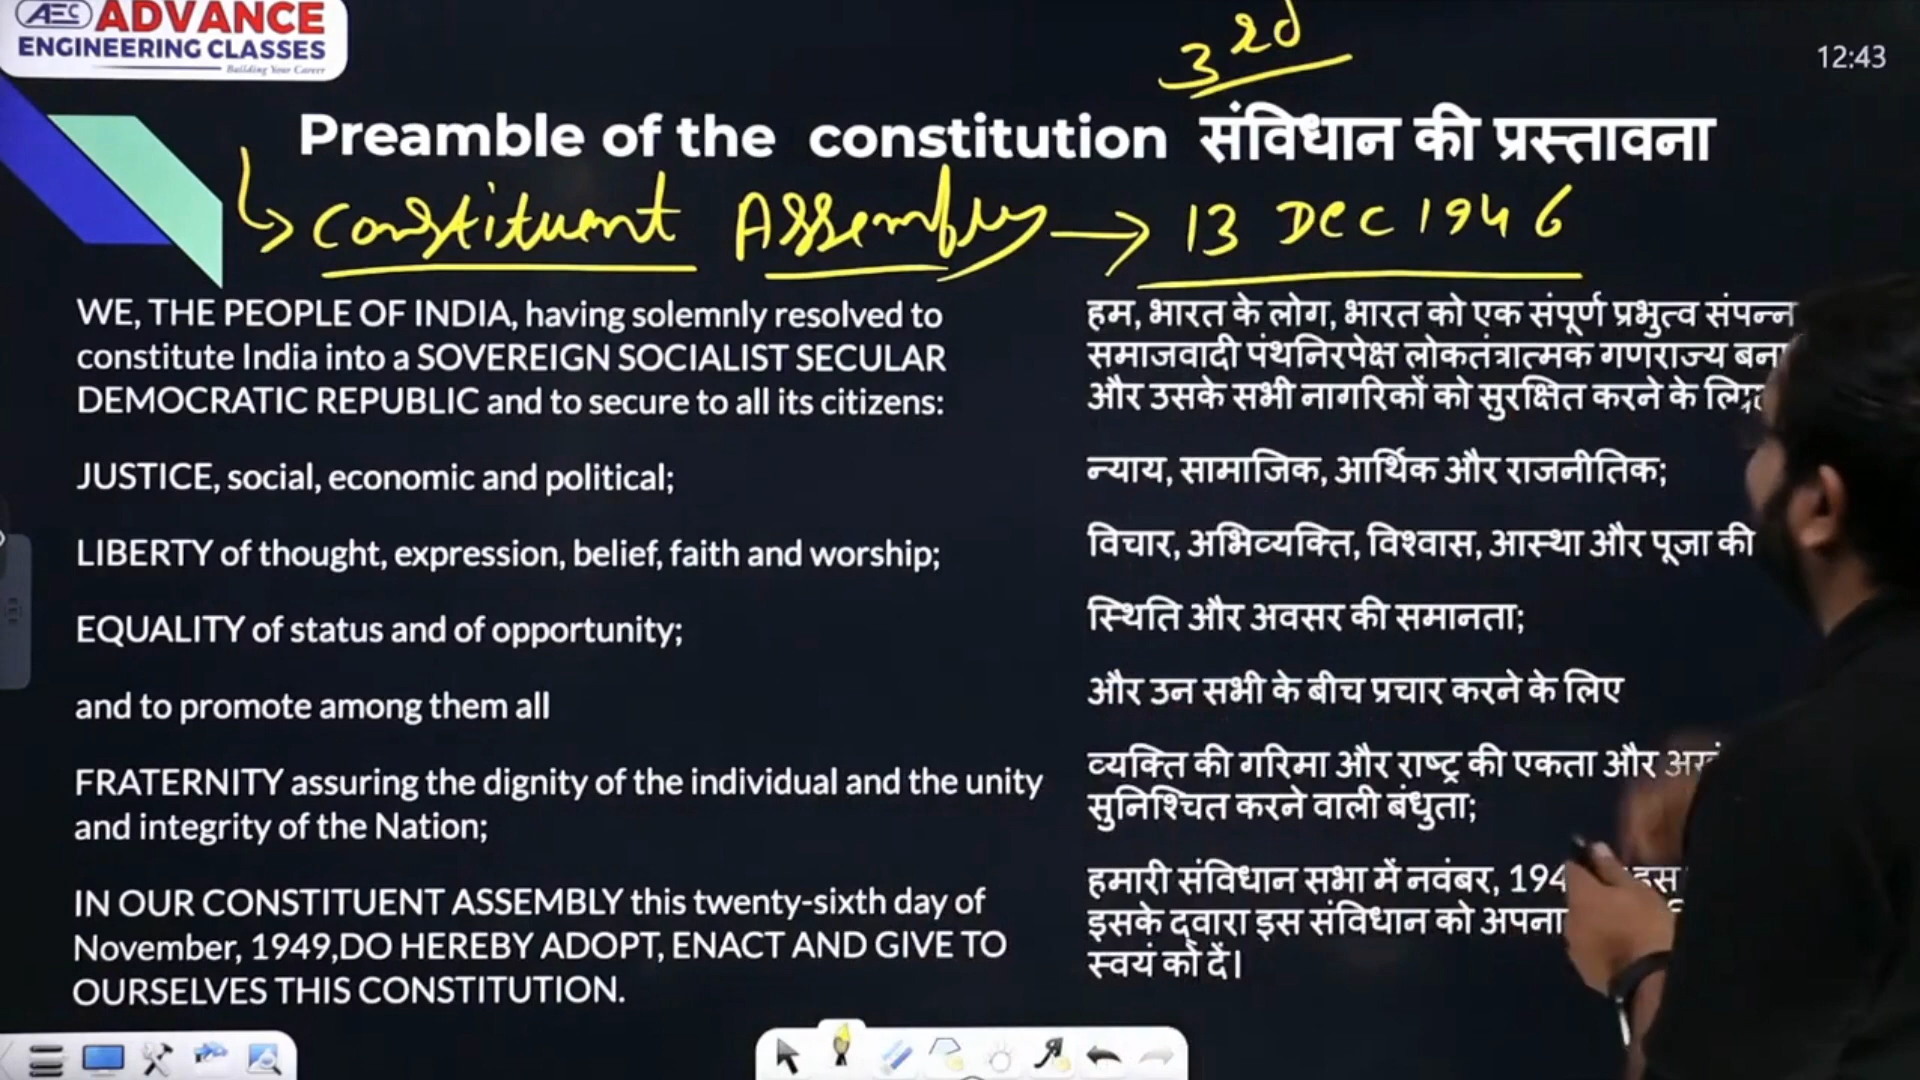 AEC ADVANCE
ENGINEERING CLASSES
Building Your Career
3rd
12:43
Preamble of the constitution संविधान की प्रस्तावना
Constituent Assembly → 13 DEC 1946
WE, THE PEOPLE OF INDIA, having solemnly resolved to
constitute India into a SOVEREIGN SOCIALIST SECULAR
DEMOCRATIC REPUBLIC and to secure to all its citizens:
JUSTICE, social, economic and political;
LIBERTY of thought, expression, belief, faith and worship;
EQUALITY of status and of opportunity;
and to promote among them all
FRATERNITY assuring the dignity of the individual and the unity
and integrity of the Nation;
IN OUR CONSTITUENT ASSEMBLY this twenty-sixth day of
November, 1949,DO HEREBY ADOPT, ENACT AND GIVE TO
OURSELVES THIS CONSTITUTION.
हम, भारत के लोग, भारत को एक संपूर्ण प्रभुत्व संपन्न
समाजवादी पंथनिरपेक्ष लोकतंत्रात्मक गणराज्य
और उसके सभी नागरिकों को सुरक्षित करने के
न्याय, सामाजिक, आर्थिक और राजनीतिक;
विचार, अभिव्यक्ति, विश्वास, आस्था और पूजा की
स्थिति और अवसर की समानता;
और उन सभी के बीच प्रचार करने के लिए
व्यक्ति की गरिमा और राष्ट्र की एकता और
सुनिश्चित करने वाली बंधुता;
हमारी संविधान सभा में नवंबर, इस
इसके द्वारा इस संविधान को
स्वयं को दें।